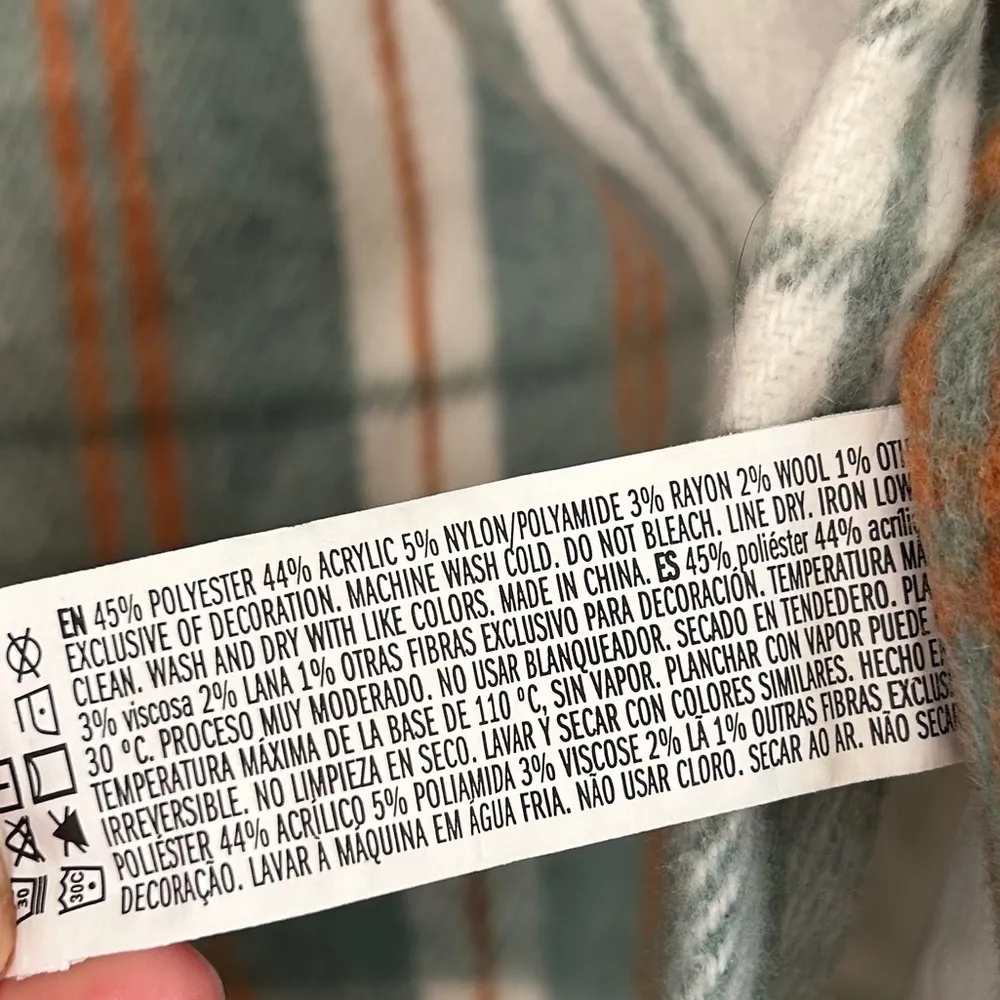 EN 45% POLYESTER 44% ACRYLIC 5% NYLON/POLYAMIDE 3% RAYON 2% WOOL 1%
EXCLUSIVE OF DECORATION. MACHINE WASH COLD. DO NOT BLEACH. LINE DRY. IRON LOW
CLEAN. WASH AND DRY WITH LIKE COLORS. MADE IN CHINA. ES 45% poliéster 44%
3% viscosa 2% LANA 1% OTRAS FIBRAS EXCLUSIVO PARA DECORACIÓN. TEMPERATURA
30 ºC. PROCESO MUY MODERADO. NO USAR BLANQUEADOR. SECADO EN TENDEDERO.
TEMPERATURA MÁXIMA DE LA BASE DE 110 ºC, SIN VAPOR. PLANCHAR CON VAPOR PUEDE
IRREVERSIBLE. NO LIMPIEZA EN SECO. LAVAR Y SECAR CON COLORES SIMILARES. HECHO
POLIÉSTER 44% ACRÍLICO 5% POLIAMIDA 3% VISCOSE 2% LÃ 1% OUTRAS FIBRAS
DECORAÇÃO. LAVAR À MÁQUINA EM ÁGUA FRIA. NÃO USAR CLORO. SECAR AO AR. NÃO
30
30C